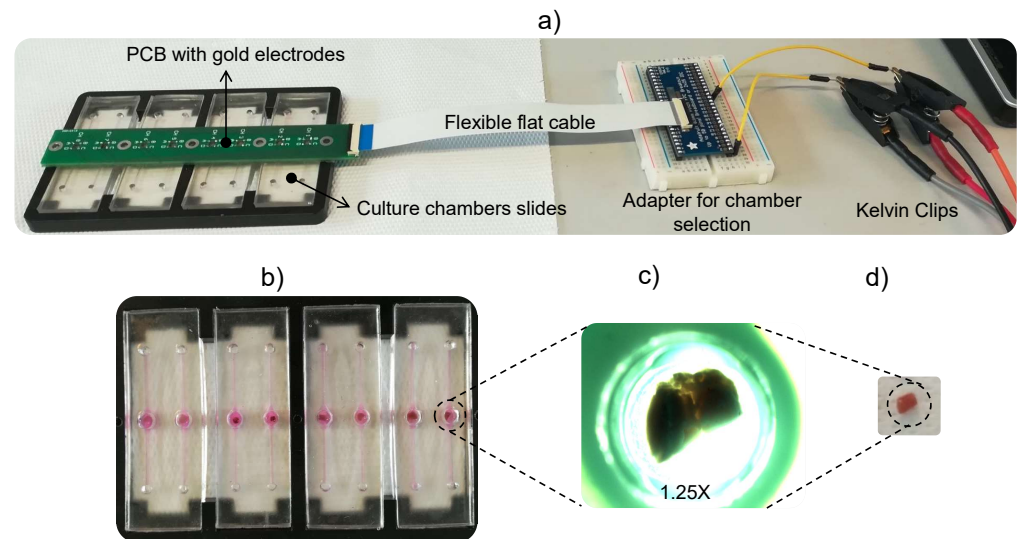 a)
PCB with gold electrodes
Flexible flat cable
Culture chambers slides
Adapter for chamber
selection
Kelvin Clips
b)
c)
d)
1.25X